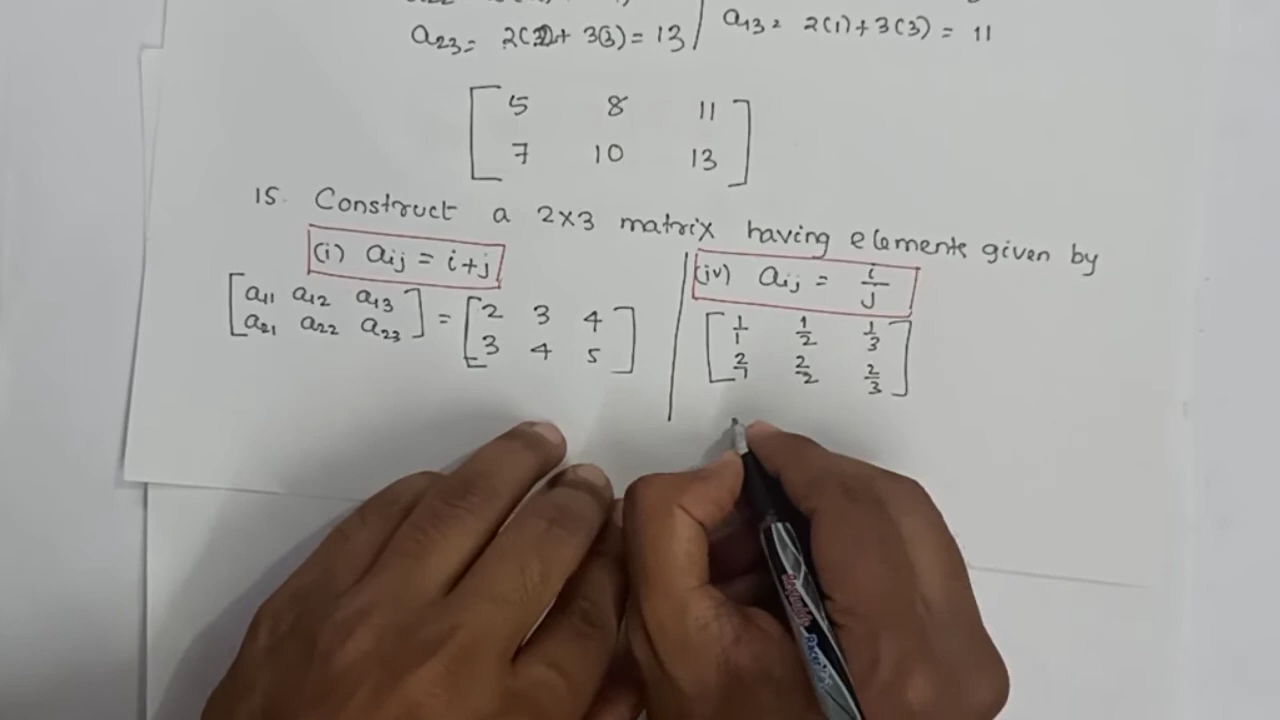 a23= 2(2)+ 3(3) = 13 / a13= 2(1)+3(3) = 11
5 8 11
7 10 13
15. Construct a 2×3 matrix having elements given by
(i) aij = i+j (iv) aij = i/j
[a11 a12 a13 a21 a22 a23] = [2 3 4 3 4 5] [1/1 1/2 1/3 2/1 2/2 2/3]
Racer